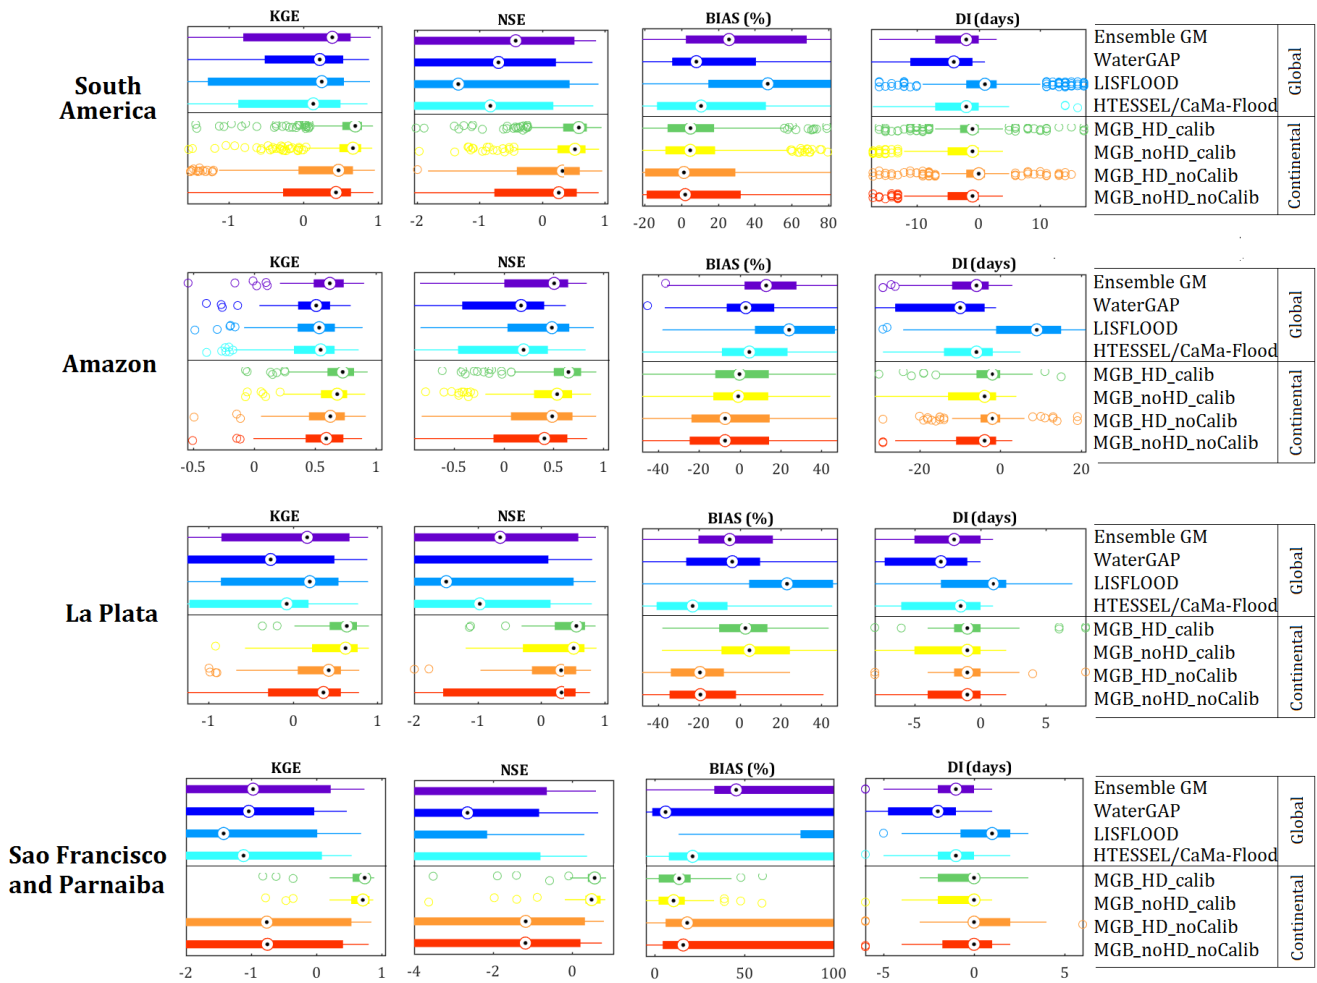 KGE NSE BIAS (%) DI (days)
South
America
Ensemble GM
WaterGAP
LISFLOOD
HTESSEL/CaMa-Flood
Global
MGB_HD_calib
MGB_noHD_calib
MGB_HD_noCalib
MGB_noHD_noCalib
Continental
-1 0 1 -2 -1 0 1 -20 0 20 40 60 80 -10 0 10
KGE NSE BIAS (%) DI (days)
Amazon
Ensemble GM
WaterGAP
LISFLOOD
HTESSEL/CaMa-Flood
Global
MGB_HD_calib
MGB_noHD_calib
MGB_HD_noCalib
MGB_noHD_noCalib
Continental
-0.5 0 0.5 1 -0.5 0 0.5 1 -40 -20 0 20 40 -20 0 20
KGE NSE BIAS (%) DI (days)
La Plata
Ensemble GM
WaterGAP
LISFLOOD
HTESSEL/CaMa-Flood
Global
MGB_HD_calib
MGB_noHD_calib
MGB_HD_noCalib
MGB_noHD_noCalib
Continental
-1 0 1 -2 -1 0 1 -40 -20 0 20 40 -5 0 5
KGE NSE BIAS (%) DI (days)
Sao Francisco
and Parnaiba
Ensemble GM
WaterGAP
LISFLOOD
HTESSEL/CaMa-Flood
Global
MGB_HD_calib
MGB_noHD_calib
MGB_HD_noCalib
MGB_noHD_noCalib
Continental
-2 -1 0 1 -4 -2 0 0 50 100 -5 0 5